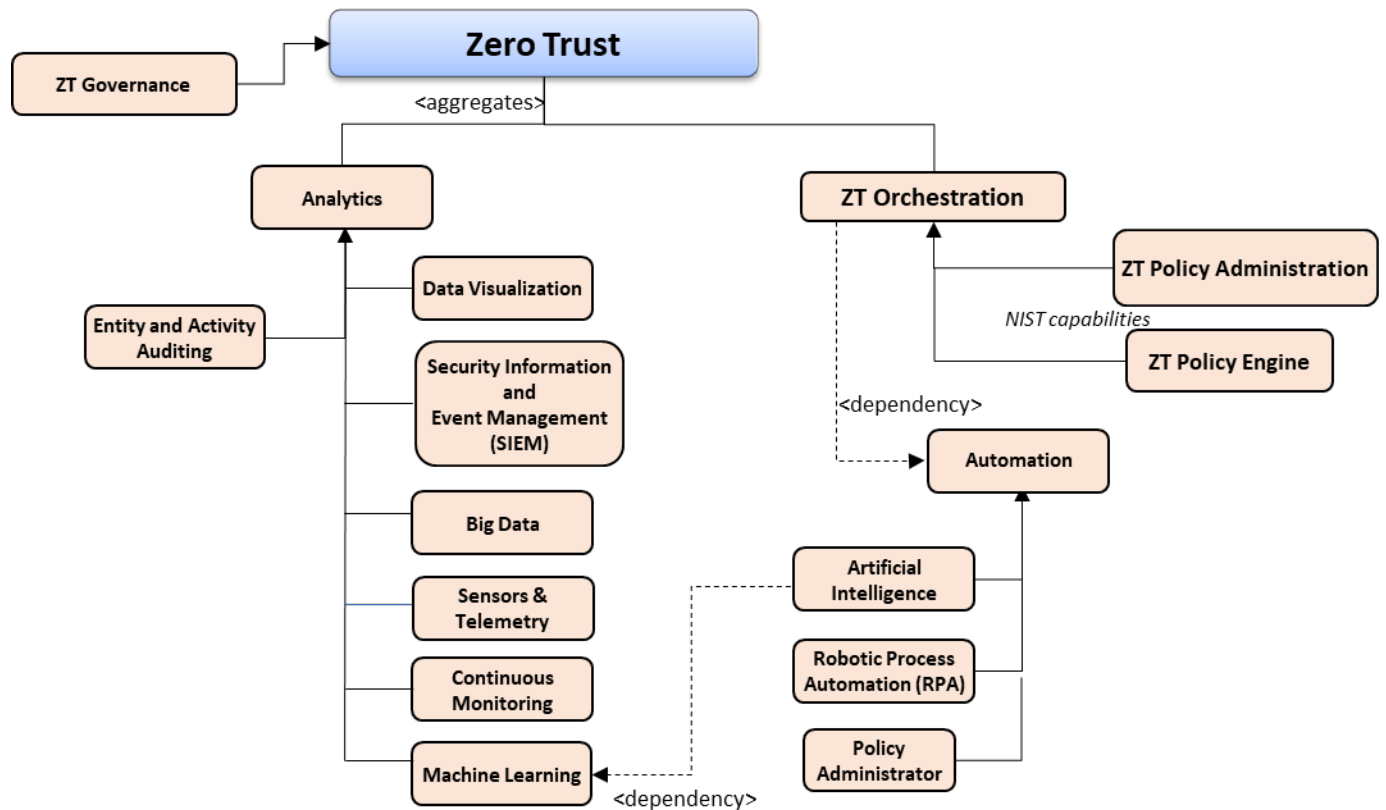 Zero Trust
ZT Governance
<aggregates>
Analytics
ZT Orchestration
ZT Policy Administration
Data Visualization
NIST capabilities
Entity and Activity
Auditing
ZT Policy Engine
Security Information
and
Event Management
(SIEM)
<dependency>
Automation
Big Data
Artificial
Intelligence
Sensors &
Telemetry
Robotic Process
Automation (RPA)
Continuous
Monitoring
Policy
Administrator
Machine Learning
<dependency>